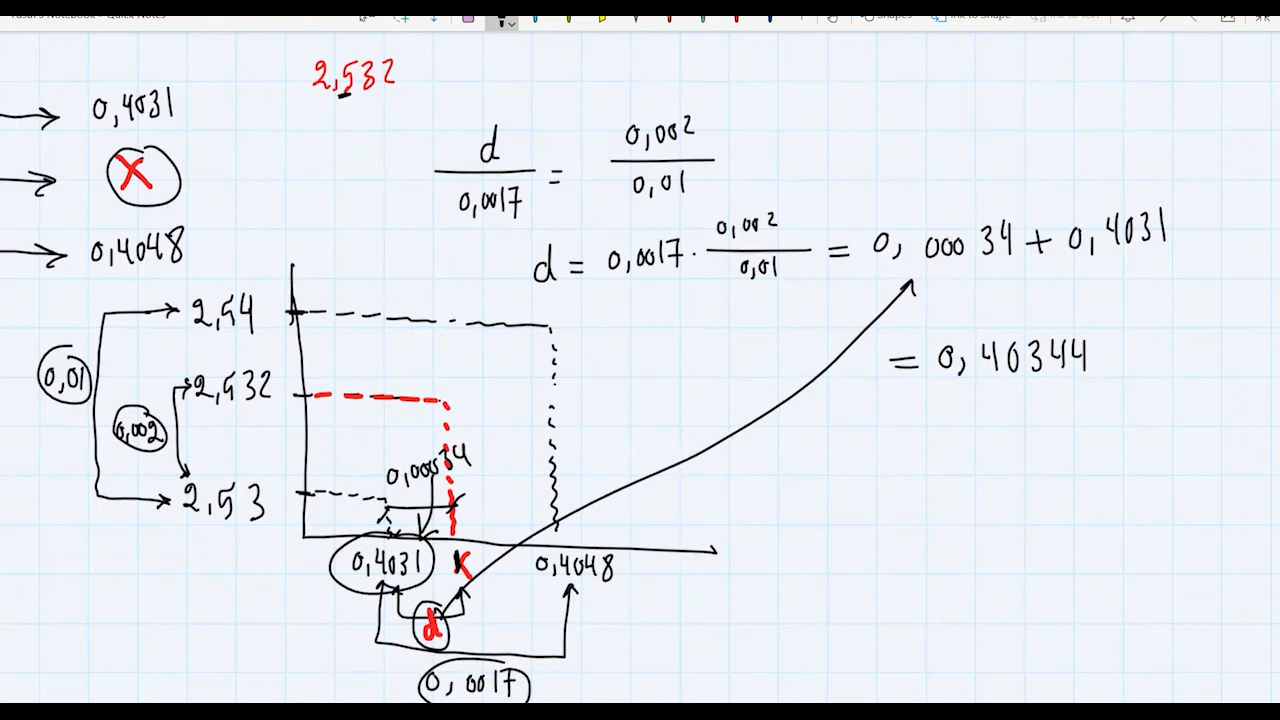 2,532
0,4031
X
0,4048
d / 0,0017 = 0,002 / 0,01
d = 0,0017 · 0,002 / 0,01 = 0,00034 + 0,4031
= 0,40344
2,54
0,01
2,532
0,002
2,53
0,00034
0,4031
X
0,4048
d
0,0017